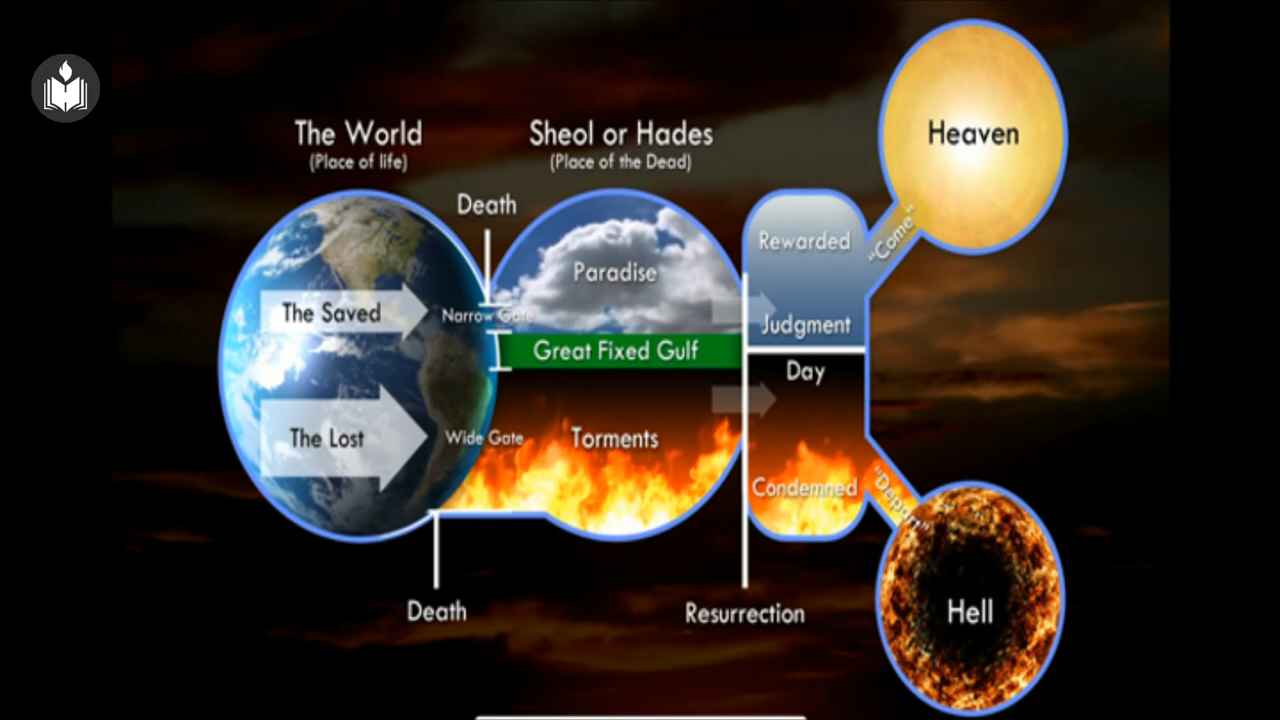 The World
(Place of life)
Sheol or Hades
(Place of the Dead)
Heaven
Death
Rewarded
"Come"
Paradise
The Saved
Narrow Gate
Judgment
Great Fixed Gulf
Day
The Lost
Wide Gate
Torments
Condemned
"Depart"
Death
Resurrection
Hell